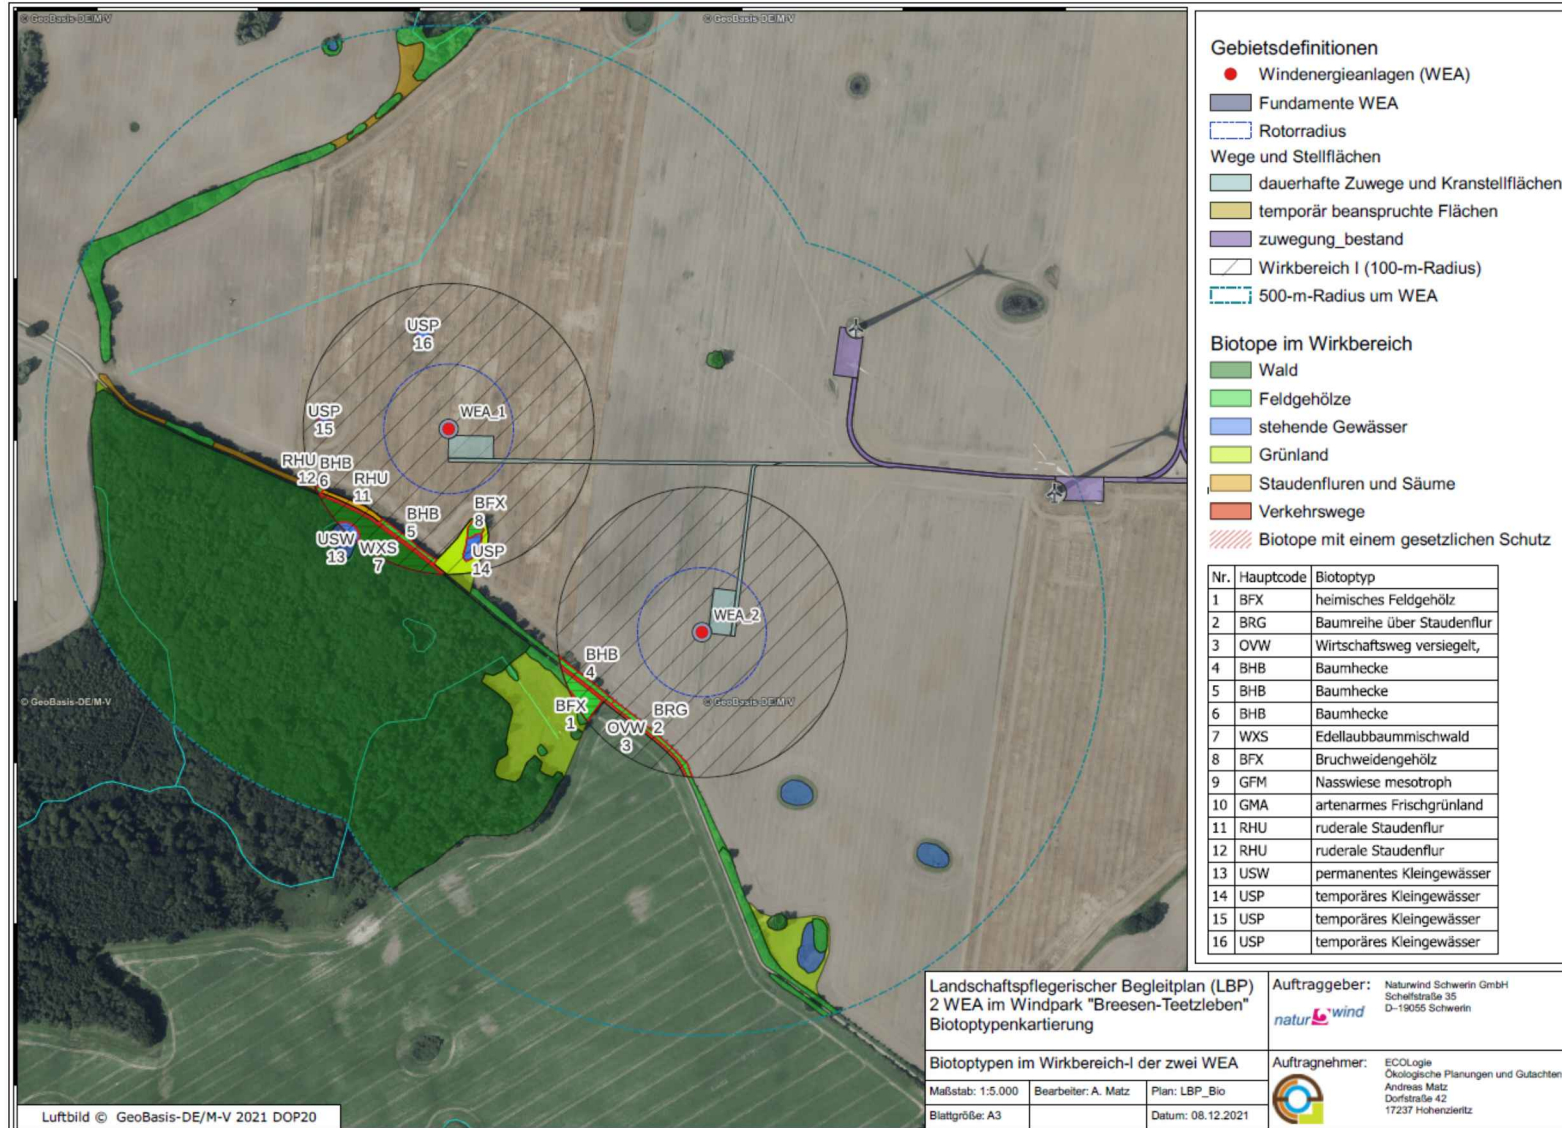 © GeoBasis-DE/M-V
© GeoBasis-DE/M-V
USP
16
USP
15
WEA_1
RHU
12
BHB
6
RHU
11
BHB
5
BFX
8
USW
13
WXS
7
USP
14
WEA_2
BHB
4
© GeoBasis-DE/M-V
© GeoBasis-DE/M-V
BFX
1
BRG
2
OVW
3
Luftbild © GeoBasis-DE/M-V 2021 DOP20
Gebietsdefinitionen
Windenergieanlagen (WEA)
Fundamente WEA
Rotorradius
Wege und Stellflächen
dauerhafte Zuwege und Kranstellflächen
temporär beanspruchte Flächen
zuwegung_bestand
Wirkbereich I (100-m-Radius)
500-m-Radius um WEA
Biotope im Wirkbereich
Wald
Feldgehölze
stehende Gewässer
Grünland
Staudenfluren und Säume
Verkehrswege
Biotope mit einem gesetzlichen Schutz
Nr. Hauptcode Biotoptyp
1 BFX heimisches Feldgehölz
2 BRG Baumreihe über Staudenflur
3 OVW Wirtschaftsweg versiegelt,
4 BHB Baumhecke
5 BHB Baumhecke
6 BHB Baumhecke
7 WXS Edellaubbaummischwald
8 BFX Bruchweidengehölz
9 GFM Nasswiese mesotroph
10 GMA artenarmes Frischgrünland
11 RHU ruderale Staudenflur
12 RHU ruderale Staudenflur
13 USW permanentes Kleingewässer
14 USP temporäres Kleingewässer
15 USP temporäres Kleingewässer
16 USP temporäres Kleingewässer
Landschaftspflegerischer Begleitplan (LBP)
2 WEA im Windpark "Breesen-Teetzleben"
Biotoptypenkartierung
Biotoptypen im Wirkbereich-I der zwei WEA
Maßstab: 1:5.000 Bearbeiter: A. Matz Plan: LBP_Bio
Blattgröße: A3 Datum: 08.12.2021
Auftraggeber:
natur wind
Naturwind Schwerin GmbH
Schelfstraße 35
D-19055 Schwerin
Auftragnehmer:
ECOLogie
Ökologische Planungen und Gutachten
Andreas Matz
Dorfstraße 42
17237 Hohenzieritz